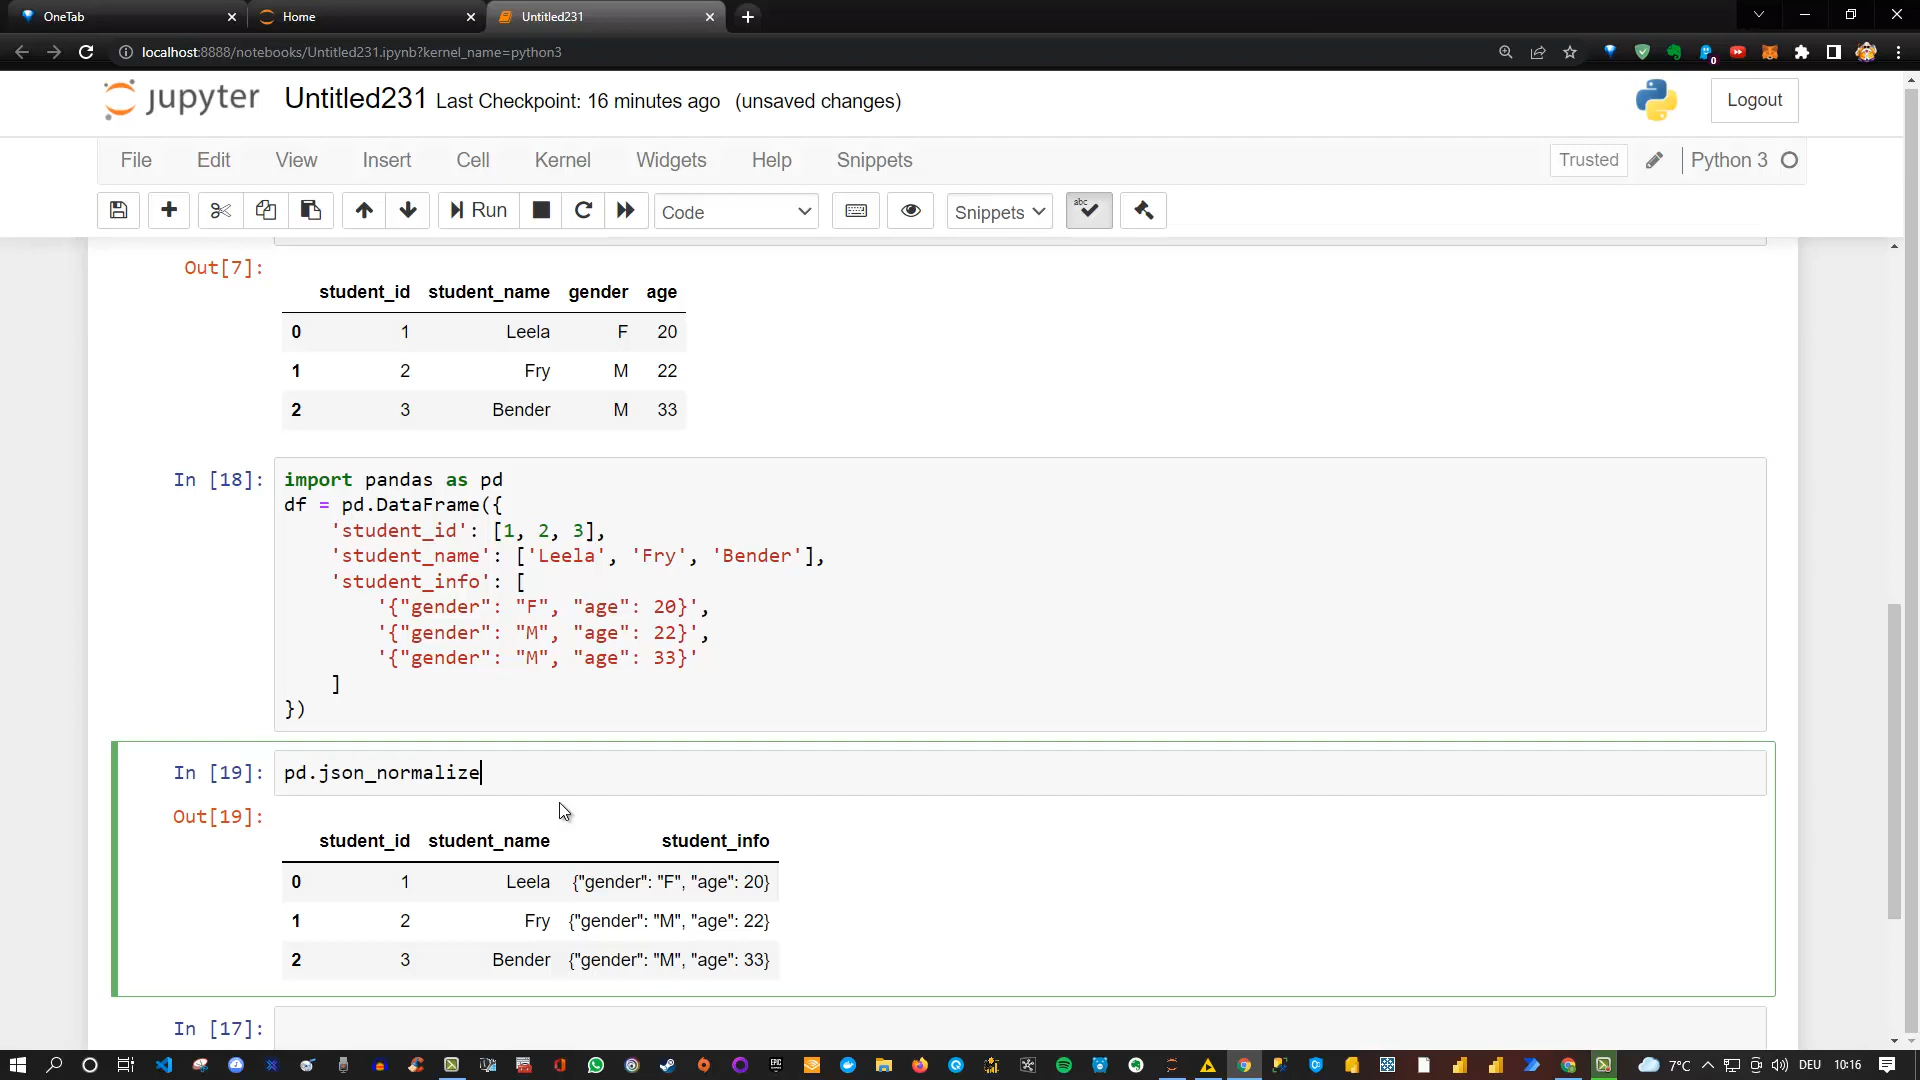 OneTab
Home
Untitled231
localhost:8888/notebooks/Untitled231.ipynb?kernel_name=python3
0
jupyter
Untitled231
Last Checkpoint: 16 minutes ago (unsaved changes)
Logout
File Edit View Insert Cell Kernel Widgets Help Snippets
Trusted
Python 3
Run
Code
Snippets
abc
Out[7]:
student_id student_name gender age
0 1 Leela F 20
1 2 Fry M 22
2 3 Bender M 33
In [18]:
import pandas as pd
df = pd.DataFrame({
'student_id': [1, 2, 3],
'student_name': ['Leela', 'Fry', 'Bender'],
'student_info': [
'{"gender": "F", "age": 20}',
'{"gender": "M", "age": 22}',
'{"gender": "M", "age": 33}'
]
})
In [19]:
pd.json_normalize
Out[19]:
student_id student_name student_info
0 1 Leela {"gender": "F", "age": 20}
1 2 Fry {"gender": "M", "age": 22}
2 3 Bender {"gender": "M", "age": 33}
In [17]:
7°C
DEU
10:16